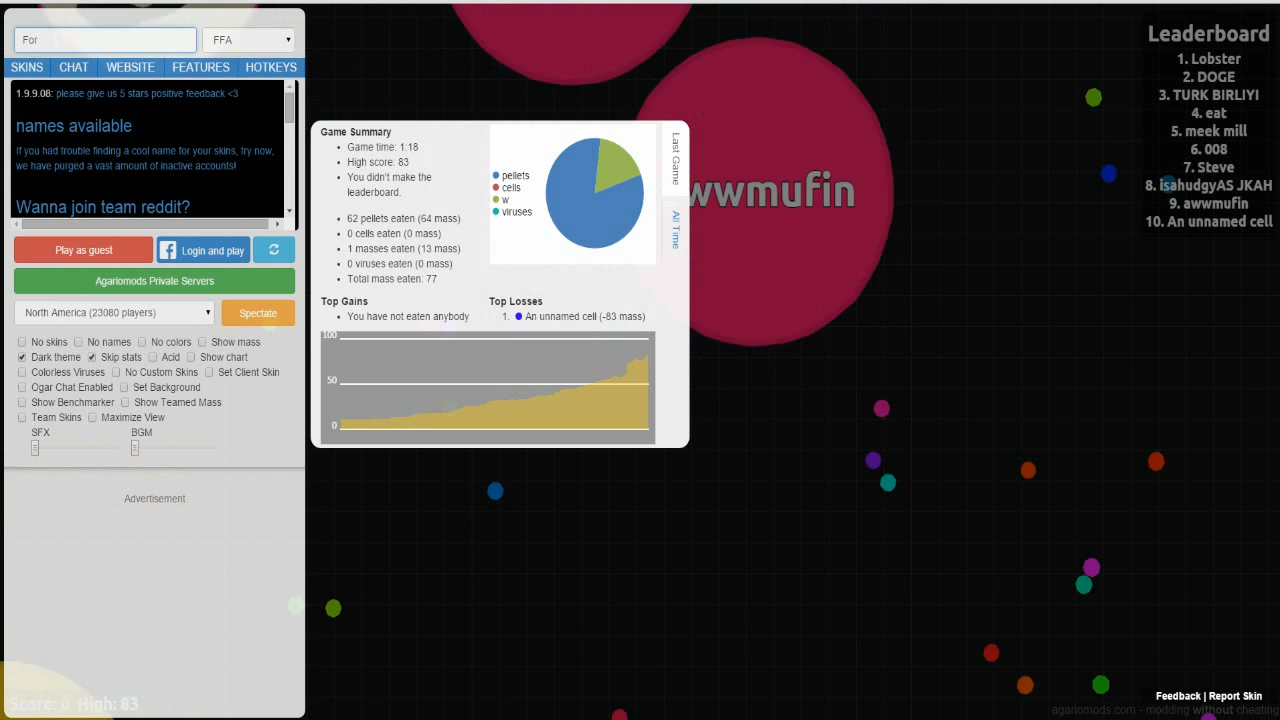 For
FFA
SKINS CHAT WEBSITE FEATURES HOTKEYS
1.9.9.08: please give us 5 stars positive feedback <3
names available
If you had trouble finding a cool name for your skins, try now,
we have purged a vast amount of inactive accounts!
Wanna join team reddit?
Play as guest
Login and play
Agariomods Private Servers
North America (23080 players)
Spectate
No skins No names No colors Show mass
Dark theme Skip stats Acid Show chart
Colorless Viruses No Custom Skins Set Client Skin
Ogar Chat Enabled Set Background
Show Benchmarker Show Teamed Mass
Team Skins Maximize View
SFX BGM
Advertisement
Score: 0 High: 83
Game Summary
Game time: 1:18
High score: 83
You didn't make the
leaderboard.
62 pellets eaten (64 mass)
0 cells eaten (0 mass)
1 masses eaten (13 mass)
0 viruses eaten (0 mass)
Total mass eaten: 77
pellets
cells
w
viruses
Last Game
All Time
Top Gains
You have not eaten anybody
Top Losses
1. An unnamed cell (-83 mass)
100
50
0
wwmufin
Leaderboard
1. Lobster
2. DOGE
3. TURK BIRLIYI
4. eat
5. meek mill
6. 008
7. Steve
8. isahudgyAS JKAH
9. awwmufin
10. An unnamed cell
Feedback | Report Skin
agariomods.com - modding without cheating